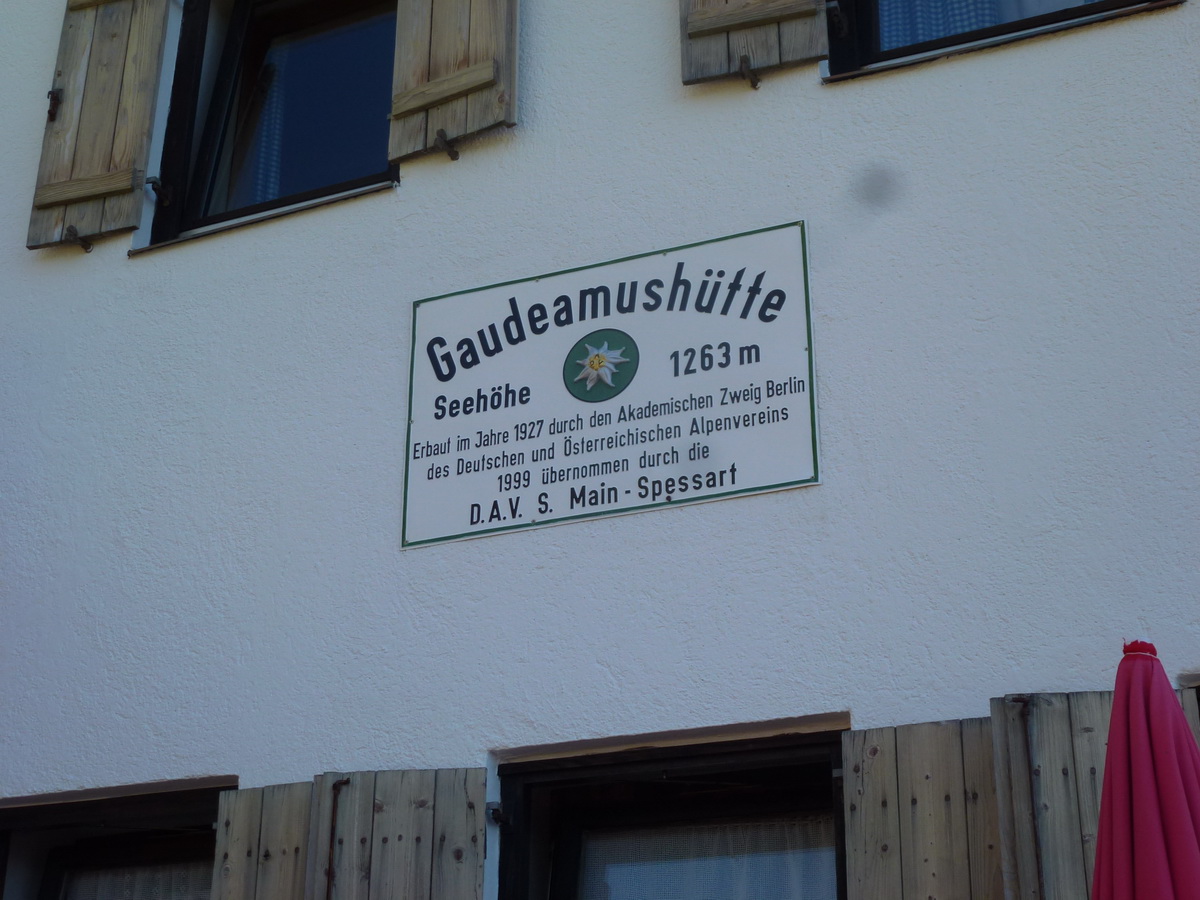 Gaudeamushütte
Seehöhe 1263 m
Erbaut im Jahre 1927 durch den Akademischen Zweig Berlin
des Deutschen und Österreichischen Alpenvereins
1999 übernommen durch die
D.A.V. S. Main - Spessart